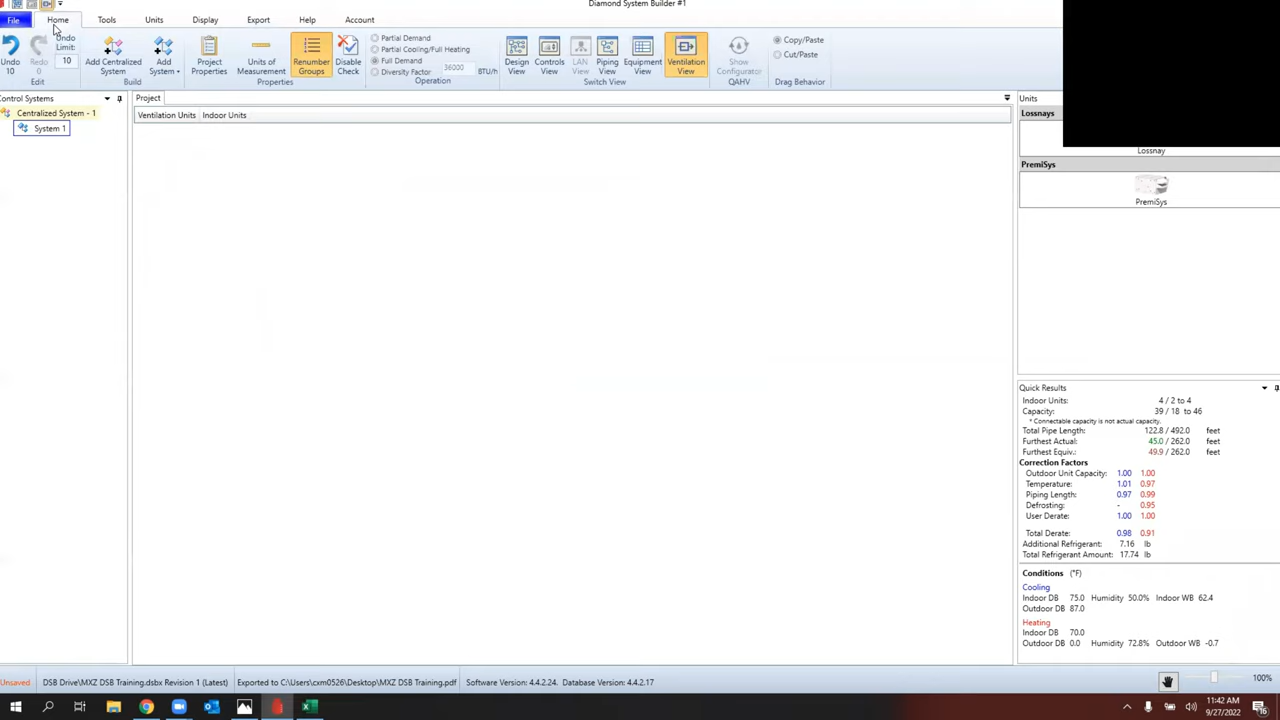 Diamond System Builder #1
File Home Tools Units Display Export Help Account
Undo 10
Redo 0
Undo Limit: 10
Edit
Add Centralized System
Add System
Build
Project Properties
Units of Measurement
Renumber Groups
Disable Check
Properties
Partial Demand
Partial Cooling/Full Heating
Full Demand
Diversity Factor 36000 BTU/h
Operation
Design View
Controls View
LAN View
Piping View
Equipment View
Ventilation View
Switch View
Show Configurator
QAHV
Copy/Paste
Cut/Paste
Drag Behavior
Control Systems
Centralized System - 1
System 1
Project
Ventilation Units Indoor Units
Units
Lossnays
Lossnay
PremiSys
PremiSys
Quick Results
Indoor Units: 4 / 2 to 4
Capacity: 39 / 18 to 46
* Connectable capacity is not actual capacity.
Total Pipe Length: 122.8 / 492.0 feet
Furthest Actual: 45.0 / 262.0 feet
Furthest Equiv.: 49.9 / 262.0 feet
Correction Factors
Outdoor Unit Capacity: 1.00 1.00
Temperature: 1.01 0.97
Piping Length: 0.97 0.99
Defrosting: - 0.95
User Derate: 1.00 1.00
Total Derate: 0.98 0.91
Additional Refrigerant: 7.16 lb
Total Refrigerant Amount: 17.74 lb
Conditions (°F)
Cooling
Indoor DB 75.0 Humidity 50.0% Indoor WB 62.4
Outdoor DB 87.0
Heating
Indoor DB 70.0
Outdoor DB 0.0 Humidity 72.8% Outdoor WB -0.7
Unsaved DSB Drive\MXZ DSB Training.dsbx Revision 1 (Latest) Exported to C:\Users\cxm0526\Desktop\MXZ DSB Training.pdf Software Version: 4.4.2.24. Database Version: 4.4.2.17 100%
11:42 AM
9/27/2022
16